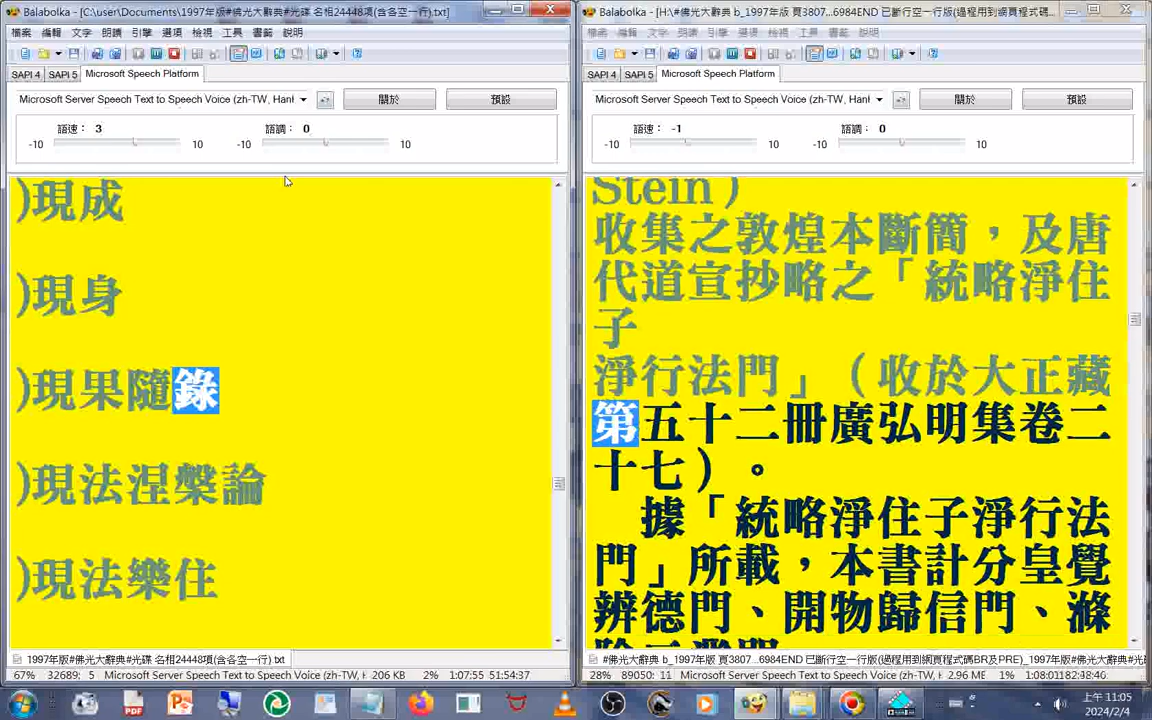 Balabolka - [C:\user\Documents\1997年版#佛光大辭典#光碟 名相24448項(含各空一行).txt]
檔案 編輯 文字 朗讀 引擎 選項 檢視 工具 書籤 說明
SAPI 4 SAPI 5 Microsoft Speech Platform
Microsoft Server Speech Text to Speech Voice (zh-TW, Hanl
關於
預設
語速： 3
語調： 0
-10 10 -10 10
)現成
)現身
)現果隨錄
)現法涅槃論
)現法樂住
1997年版#佛光大辭典#光碟 名相24448項(含各空一行).txt
67% 32689: 5 Microsoft Server Speech Text to Speech Voice (zh-TW, H 206 KB 2% 1:07:55 51:54:37
Balabolka - [H:\#佛光大辭典 b_1997年版 頁3807...6984END 已斷行空一行版(過程用到網頁程式碼...
檔案 編輯 文字 朗讀 引擎 選項 檢視 工具 書籤 說明
SAPI 4 SAPI 5 Microsoft Speech Platform
Microsoft Server Speech Text to Speech Voice (zh-TW, Hanl
關於
預設
語速： -1
語調： 0
-10 10 -10 10
Stein）
收集之敦煌本斷簡，及唐
代道宣抄略之「統略淨住
子
淨行法門」（收於大正藏
第五十二冊廣弘明集卷二
十七）。
據「統略淨住子淨行法
門」所載，本書計分皇覺
辨德門、開物歸信門、滌
#佛光大辭典 b_1997年版 頁3807...6984END 已斷行空一行版(過程用到網頁程式碼BR及PRE)_1997年版#佛光
28% 89050: 11 Microsoft Server Speech Text to Speech Voice (zh-TW, 2.96 MB 1% 1:08:01 182:38:46
上午 11:05
2024/2/4